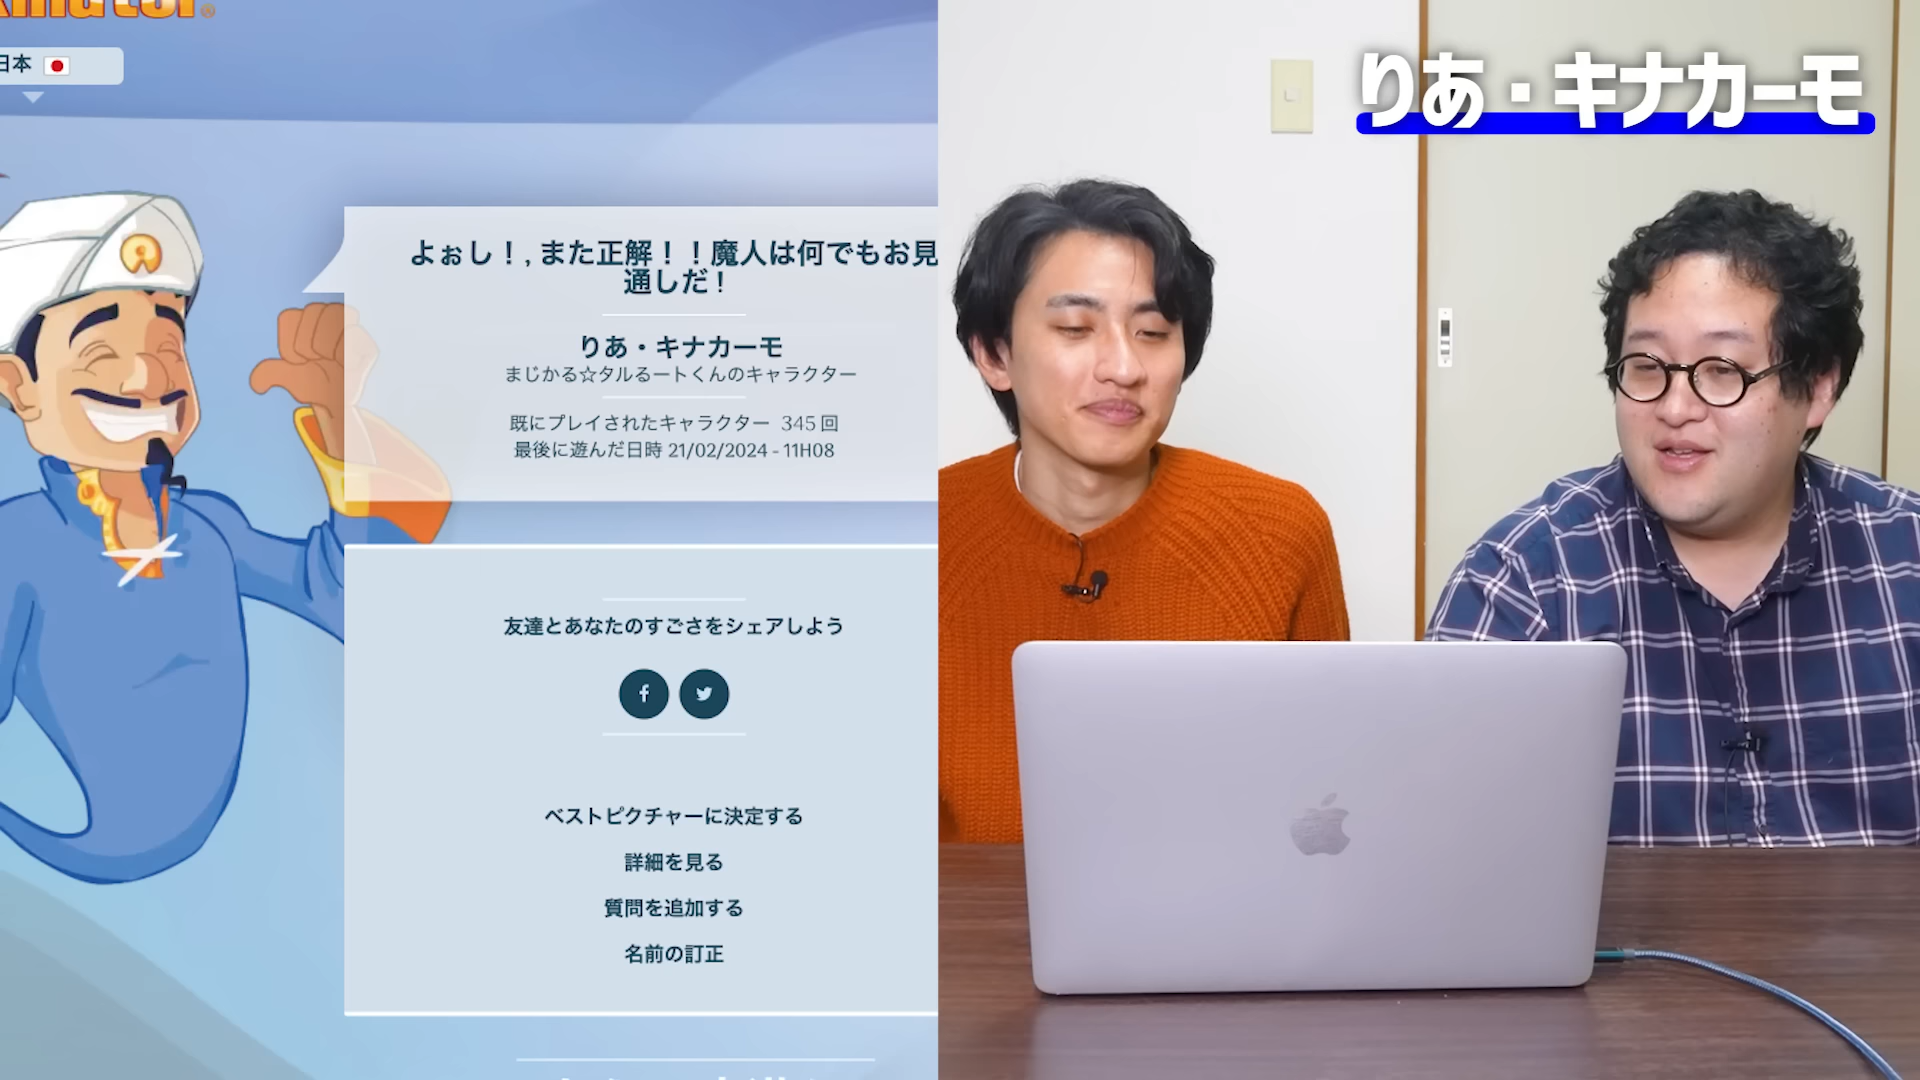 日本
りあ・キナカーモ
よぉし！, また正解！！魔人は何でもお見
通しだ！
りあ・キナカーモ
まじかる☆タルるートくんのキャラクター
既にプレイされたキャラクター 345 回
最後に遊んだ日時 21/02/2024 - 11H08
友達とあなたのすごさをシェアしよう
ベストピクチャーに決定する
詳細を見る
質問を追加する
名前の訂正